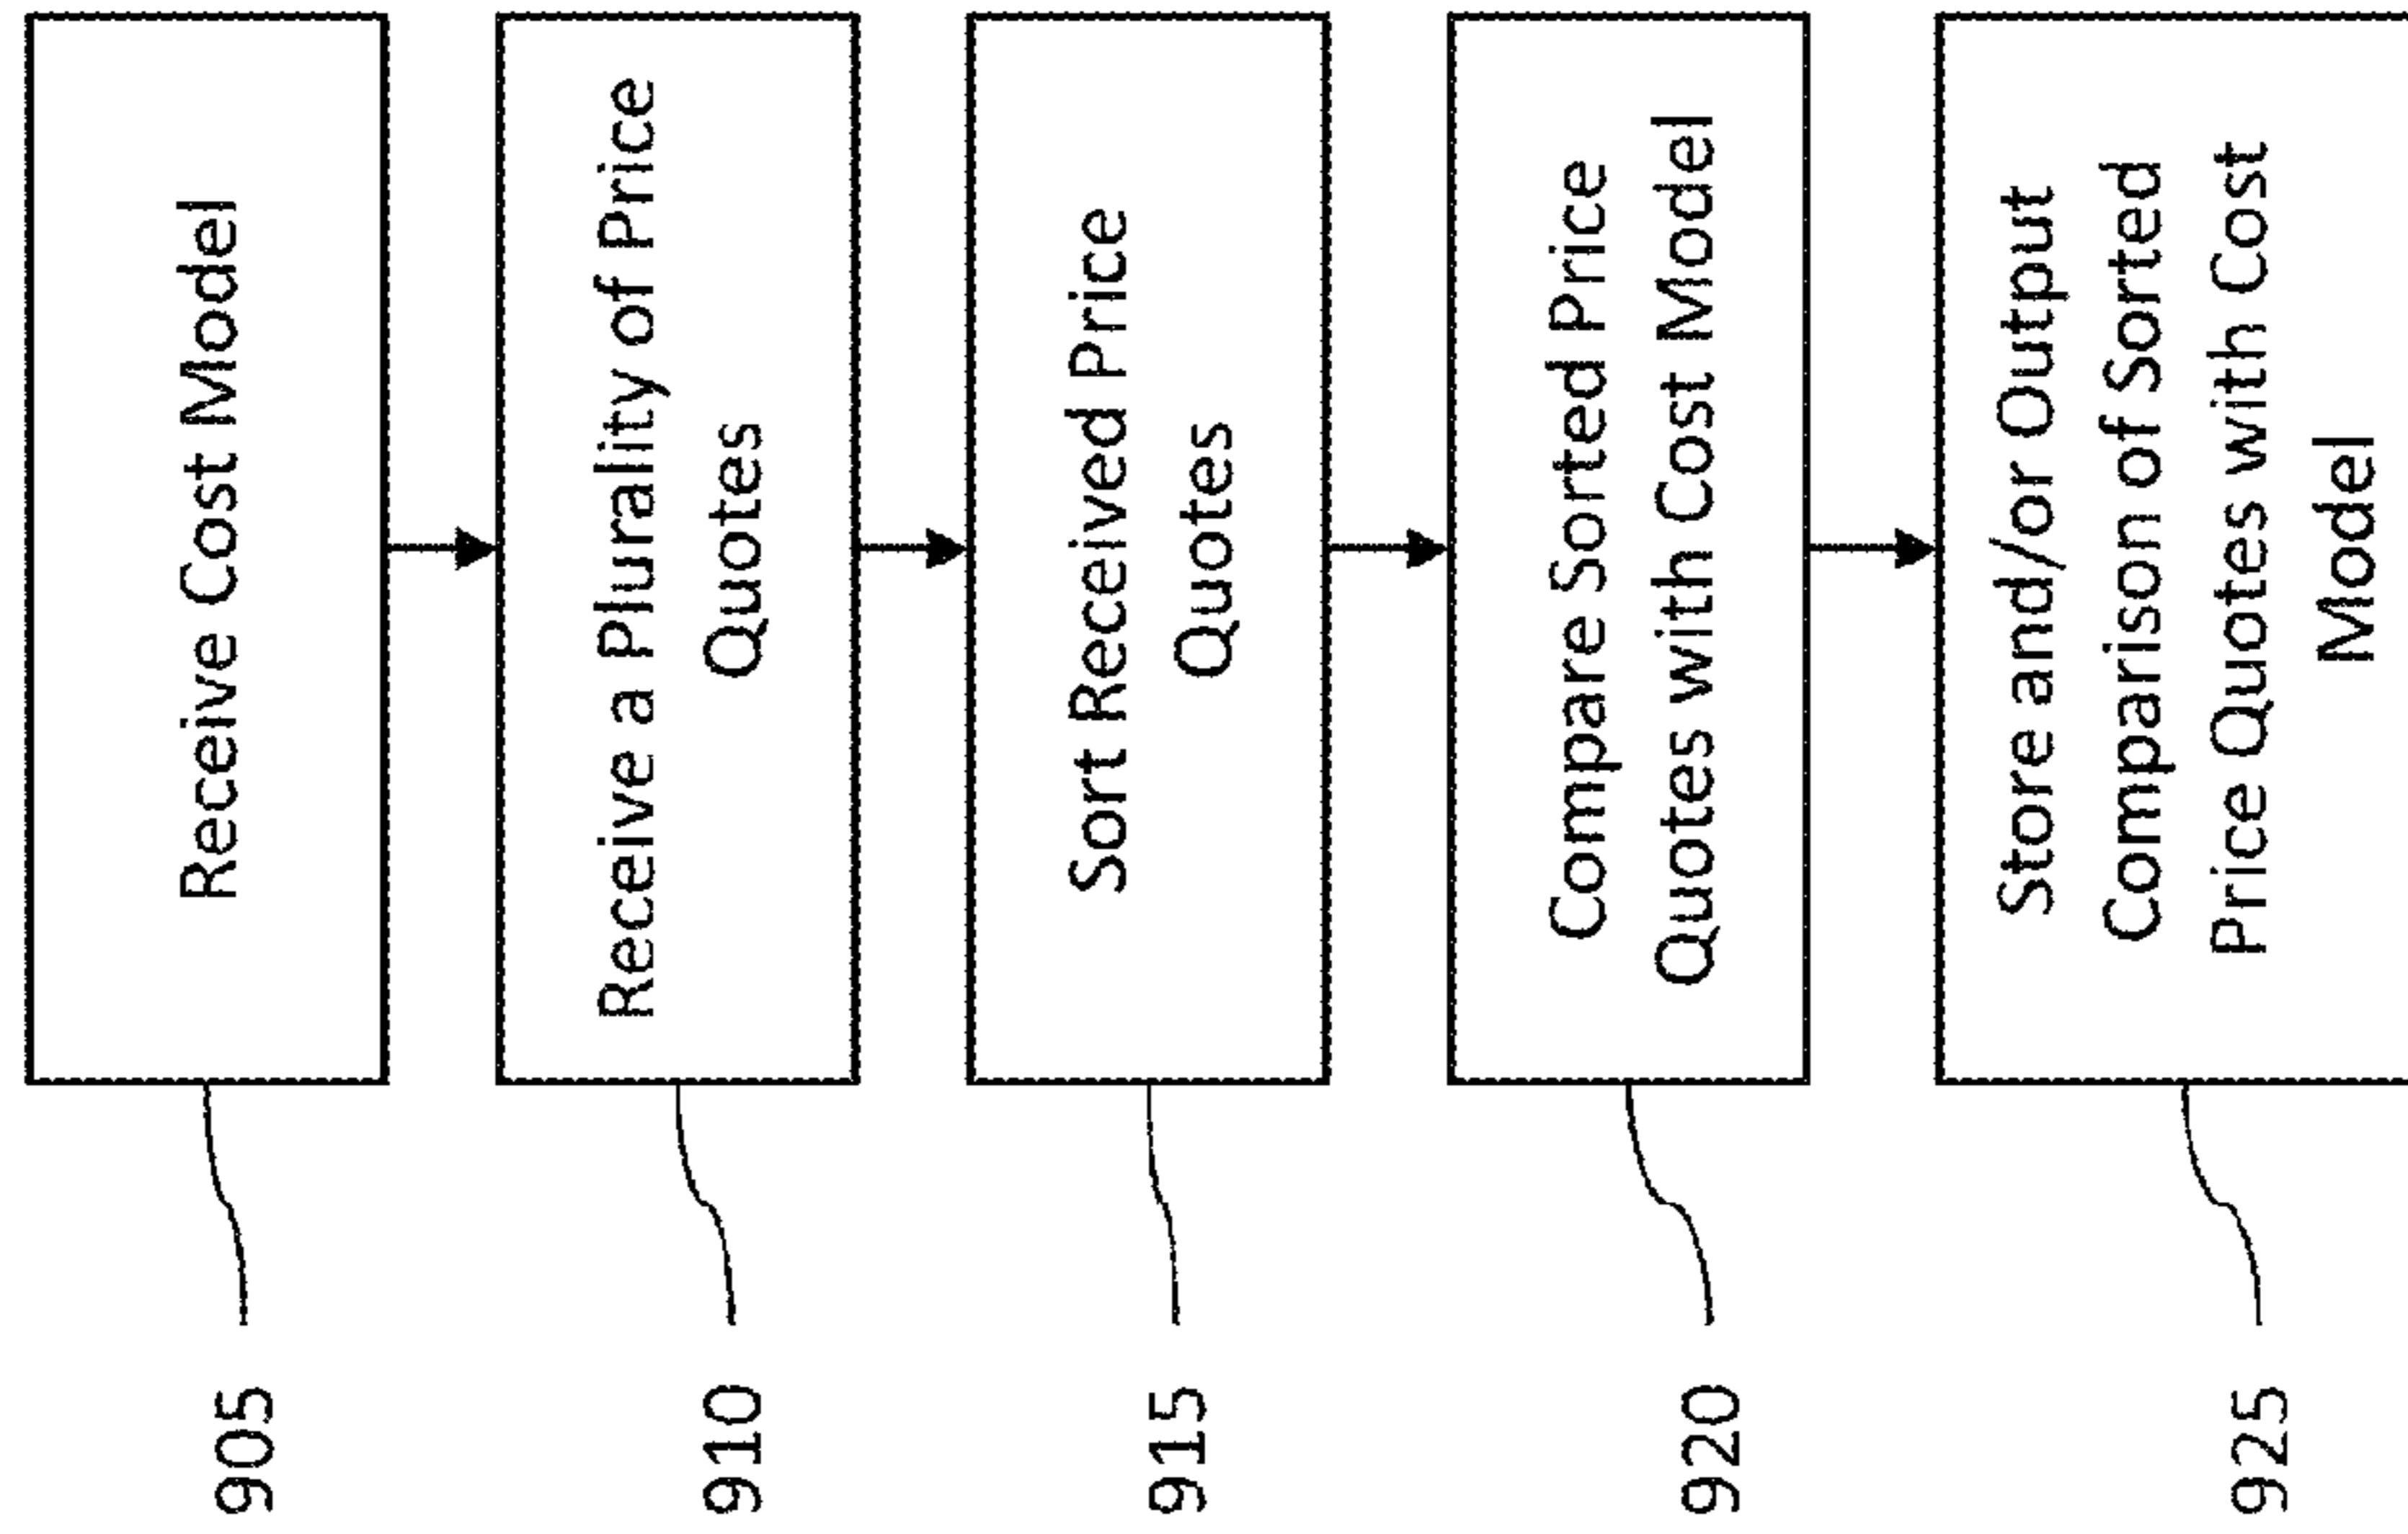 905
Receive Cost Model
910
Receive a Plurality of Price
Quotes
915
Sort Received Price
Quotes
920
Compare Sorted Price
Quotes with Cost Model
925
Store and/or Output
Comparison of Sorted
Price Quotes with Cost
Model